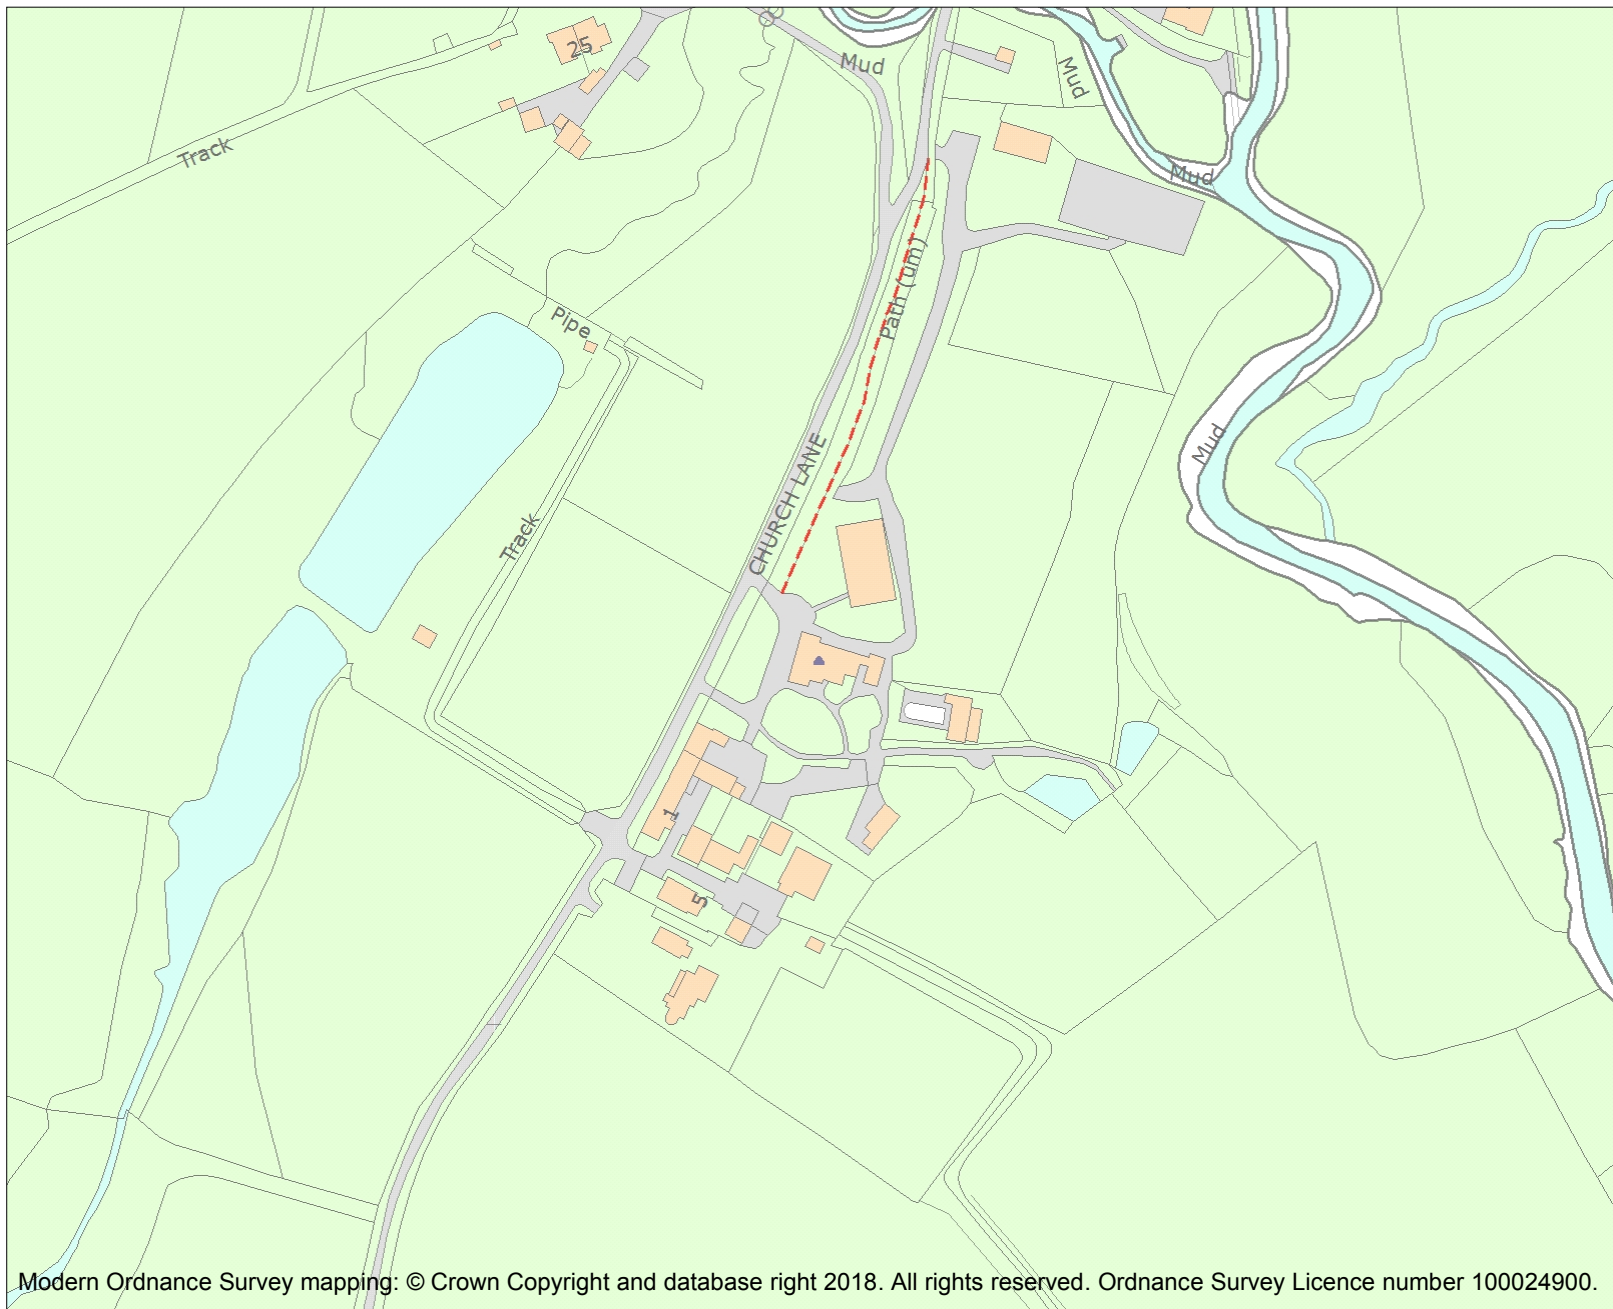 25
Mud
Mud
Track
Mud
Path (um)
Pipe
Mud
CHURCH LANE
Track
1
5
Modern Ordnance Survey mapping: © Crown Copyright and database right 2018. All rights reserved. Ordnance Survey Licence number 100024900.